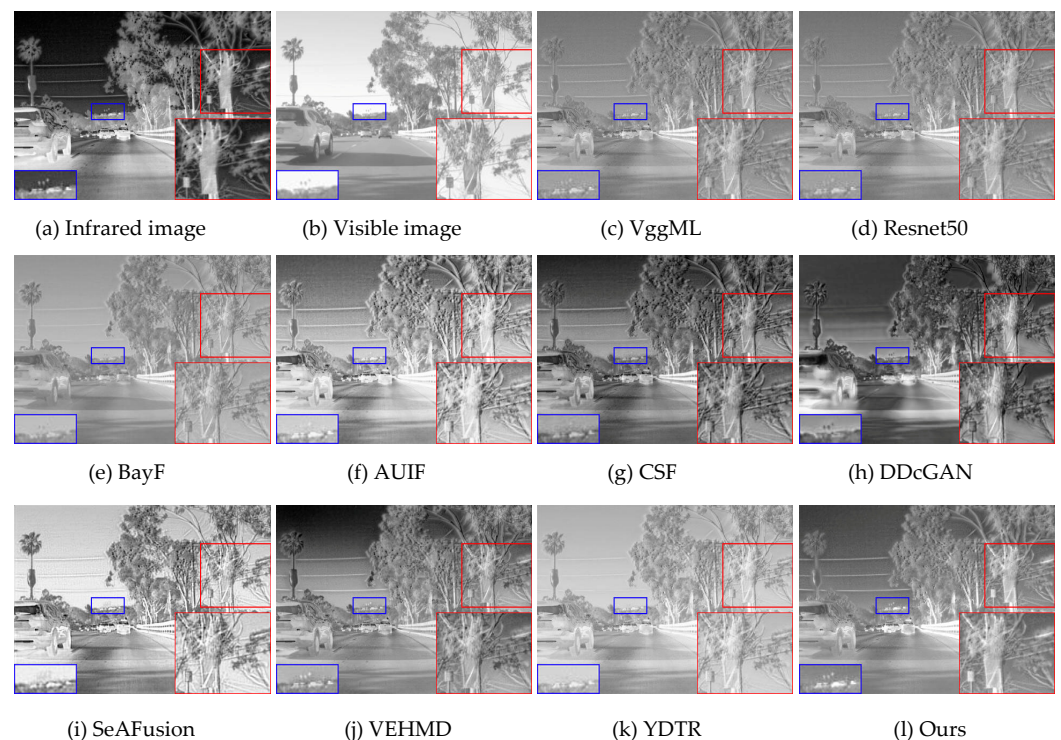 (a) Infrared image
(b) Visible image
(c) VggML
(d) Resnet50
(e) BayF
(f) AUIF
(g) CSF
(h) DDcGAN
(i) SeAFusion
(j) VEHMD
(k) YDTR
(l) Ours